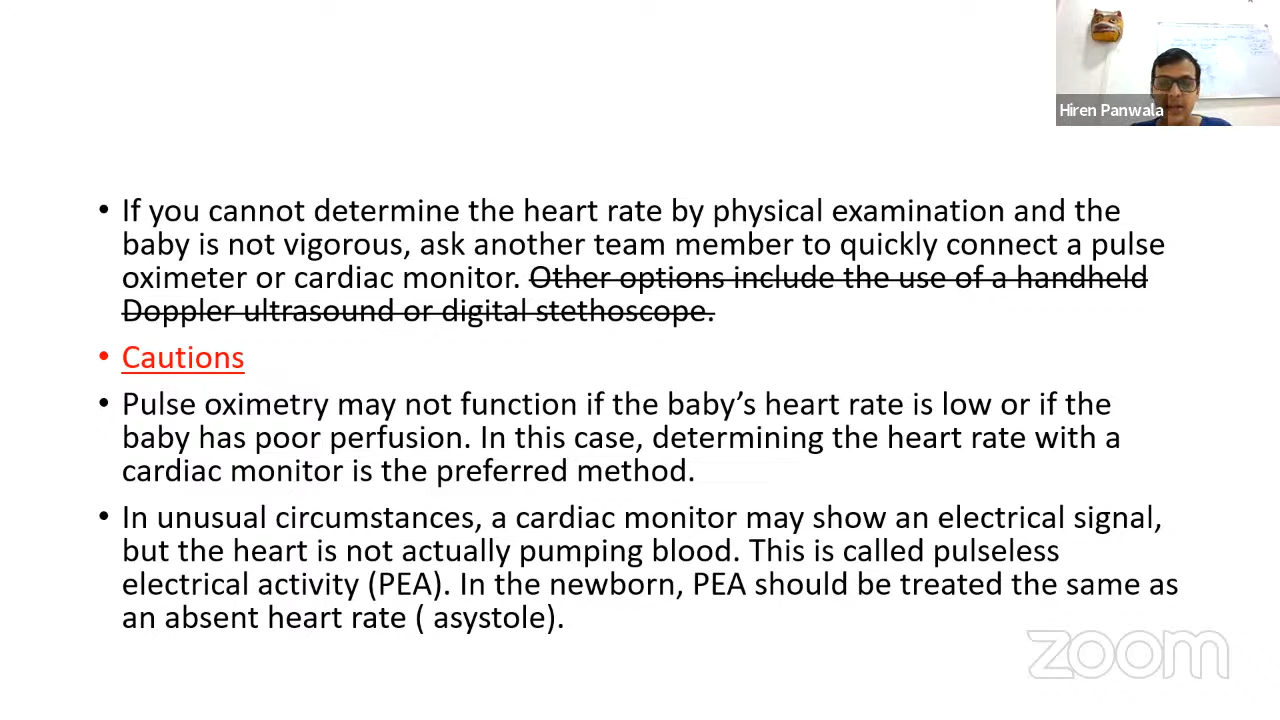 Hiren Panwala
• If you cannot determine the heart rate by physical examination and the
baby is not vigorous, ask another team member to quickly connect a pulse
oximeter or cardiac monitor. Other options include the use of a handheld
Doppler ultrasound or digital stethoscope.
• Cautions
• Pulse oximetry may not function if the baby’s heart rate is low or if the
baby has poor perfusion. In this case, determining the heart rate with a
cardiac monitor is the preferred method.
• In unusual circumstances, a cardiac monitor may show an electrical signal,
but the heart is not actually pumping blood. This is called pulseless
electrical activity (PEA). In the newborn, PEA should be treated the same as
an absent heart rate ( asystole).
zoom